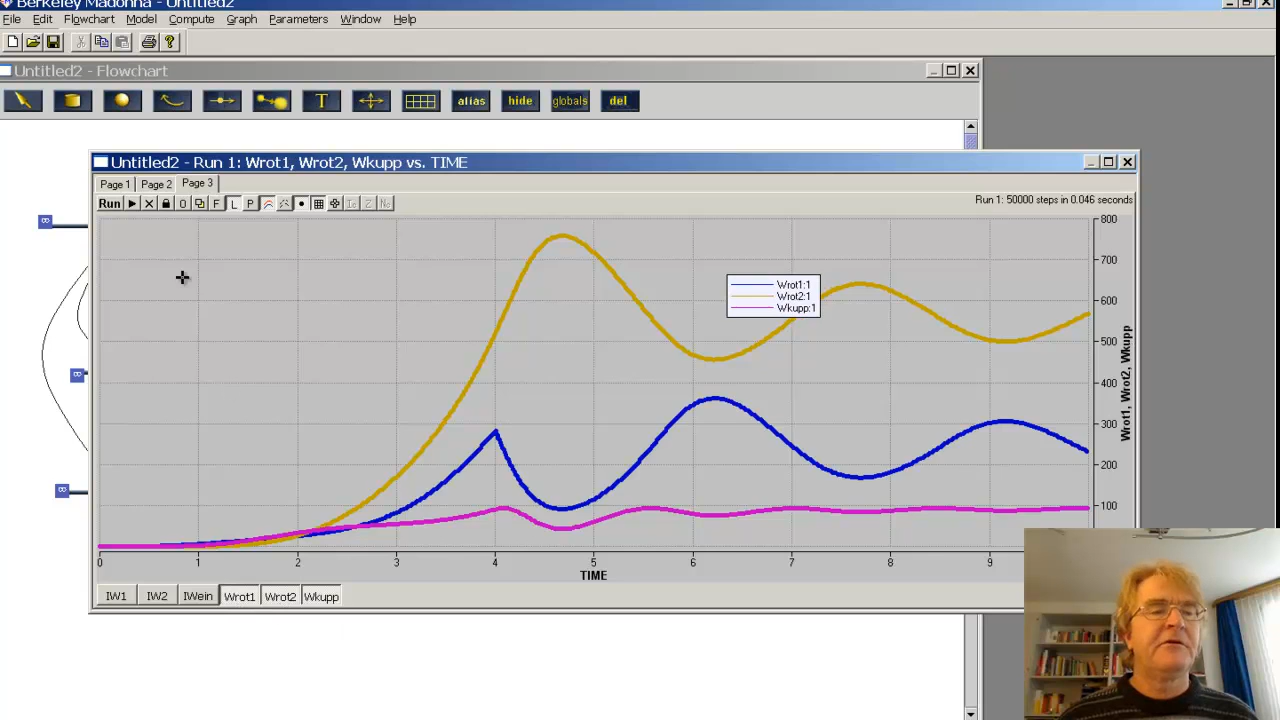 Berkeley Madonna - Untitled2
File Edit Flowchart Model Compute Graph Parameters Window Help
Untitled2 - Flowchart
T alias hide globals del
Untitled2 - Run 1: Wrot1, Wrot2, Wkupp vs. TIME
Page 1 Page 2 Page 3
Run O F L P
Run 1: 50000 steps in 0.046 seconds
800
700
600
500
400
300
200
100
Wrot1, Wrot2, Wkupp
Wrot1:1
Wrot2:1
Wkupp:1
0 1 2 3 4 5 6 7 8 9
TIME
IW1 IW2 IWein Wrot1 Wrot2 Wkupp